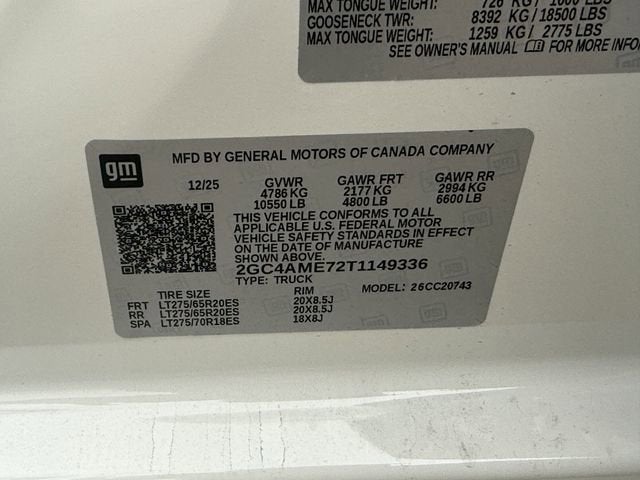 MAX TONGUE WEIGHT: 726 KG/ 1600 LBS
GOOSENECK TWR: 8392 KG/18500 LBS
MAX TONGUE WEIGHT: 1259 KG/ 2775 LBS
SEE OWNER'S MANUAL FOR MORE INFO
gm
MFD BY GENERAL MOTORS OF CANADA COMPANY
12/25 GVWR GAWR FRT GAWR RR
4786 KG 2177 KG 2994 KG
10550 LB 4800 LB 6600 LB
THIS VEHICLE CONFORMS TO ALL
APPLICABLE U.S. FEDERAL MOTOR
VEHICLE SAFETY STANDARDS IN EFFECT
ON THE DATE OF MANUFACTURE
SHOWN ABOVE.
2GC4AME72T1149336
TYPE: TRUCK MODEL: 26CC20743
TIRE SIZE RIM
FRT LT275/65R20ES 20X8.5J
RR LT275/65R20ES 20X8.5J
SPA LT275/70R18ES 18X8J